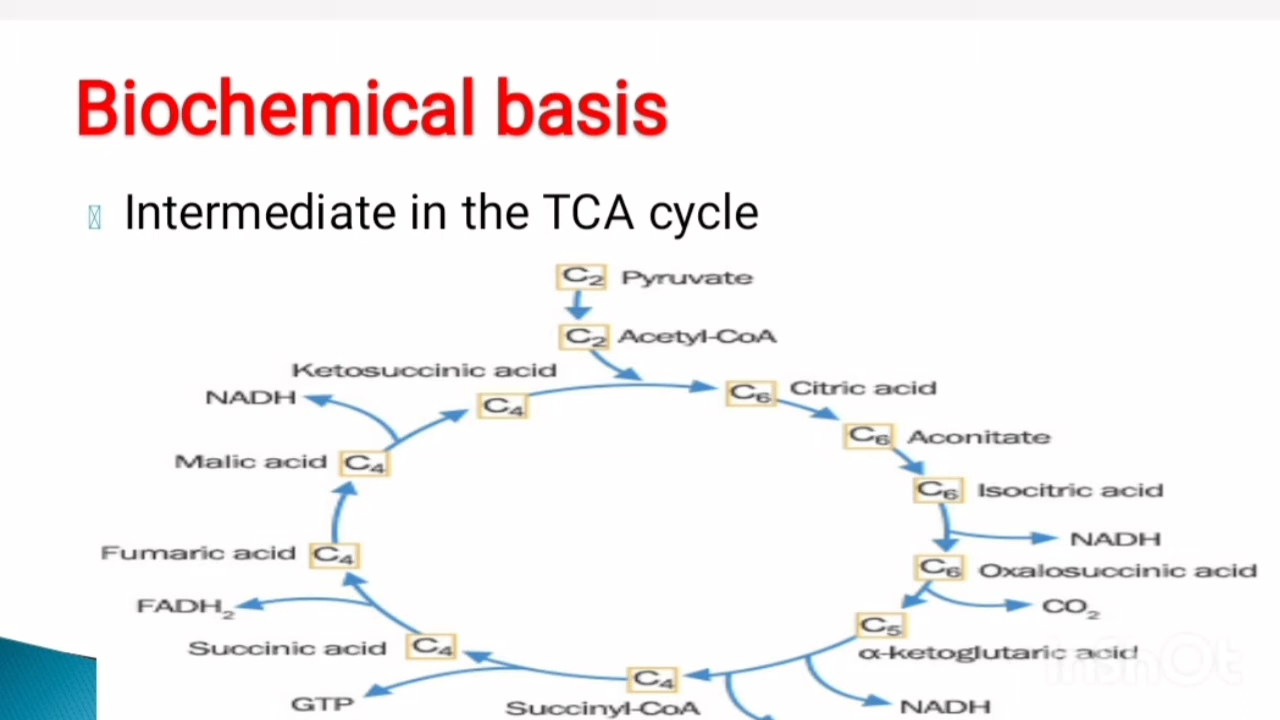 Biochemical basis
Intermediate in the TCA cycle
C₂ Pyruvate
C₂ Acetyl-CoA
Ketosuccinic acid
NADH
C₄
C₆ Citric acid
C₆ Aconitate
Malic acid C₄
C₆ Isocitric acid
NADH
Fumaric acid C₄
C₆ Oxalosuccinic acid
FADH₂
CO₂
C₅
α-ketoglutaric acid
Succinic acid C₄
C₄
GTP
Succinyl-CoA
NADH
InShOt